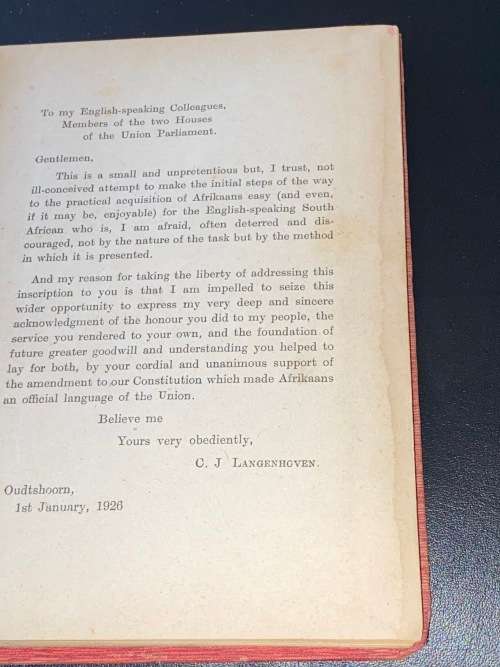 To my English-speaking Colleagues,
Members of the two Houses
of the Union Parliament.
Gentlemen,
This is a small and unpretentious but, I trust, not
ill-conceived attempt to make the initial steps of the way
to the practical acquisition of Afrikaans easy (and even,
if it may be, enjoyable) for the English-speaking South
African who is, I am afraid, often deterred and dis-
couraged, not by the nature of the task but by the method
in which it is presented.
And my reason for taking the liberty of addressing this
inscription to you is that I am impelled to seize this
wider opportunity to express my very deep and sincere
acknowledgment of the honour you did to my people, the
service you rendered to your own, and the foundation of
future greater goodwill and understanding you helped to
lay for both, by your cordial and unanimous support of
the amendment to our Constitution which made Afrikaans
an official language of the Union.
Believe me
Yours very obediently,
C. J LANGENHOVEN.
Oudtshoorn,
1st January, 1926